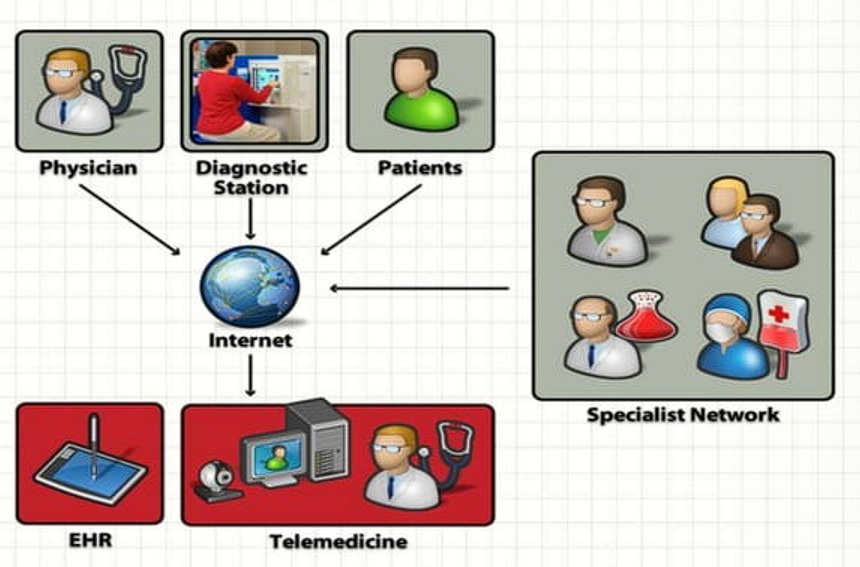 Physician
Diagnostic
Station
Patients
Internet
Specialist Network
EHR
Telemedicine